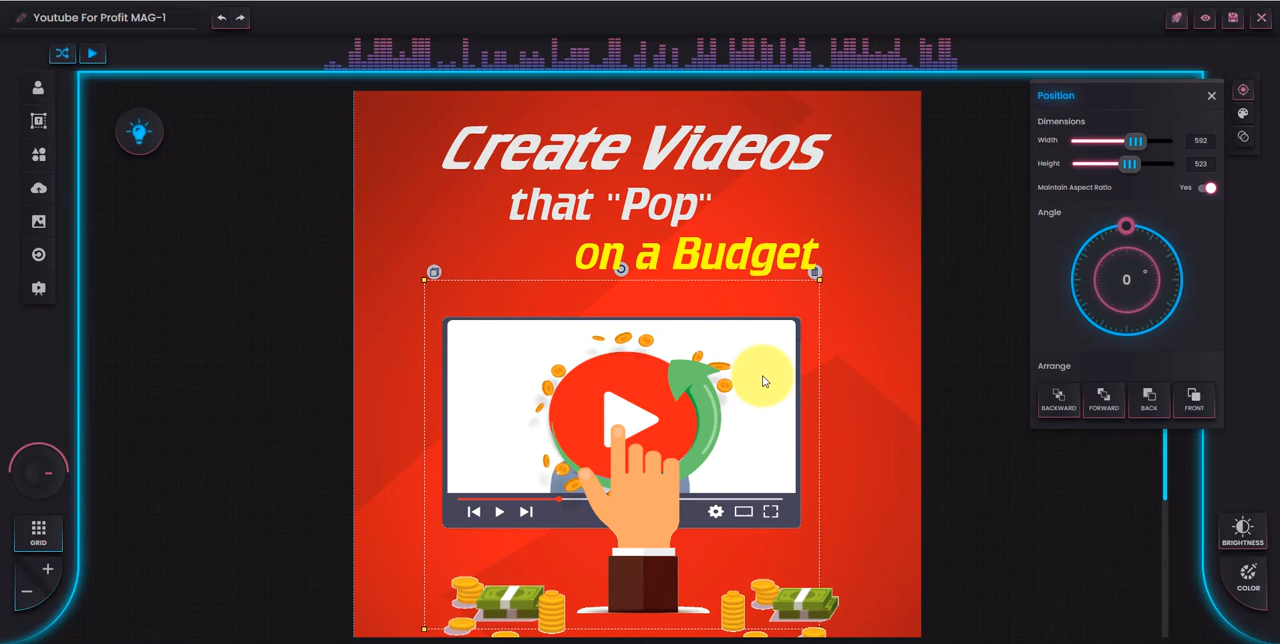 Youtube For Profit MAG-1
Create Videos
that "Pop"
on a Budget
Position
Dimensions
Width 592
Height 523
Maintain Aspect Ratio Yes
Angle
0 °
Arrange
BACKWARD FORWARD BACK FRONT
GRID
BRIGHTNESS
COLOR